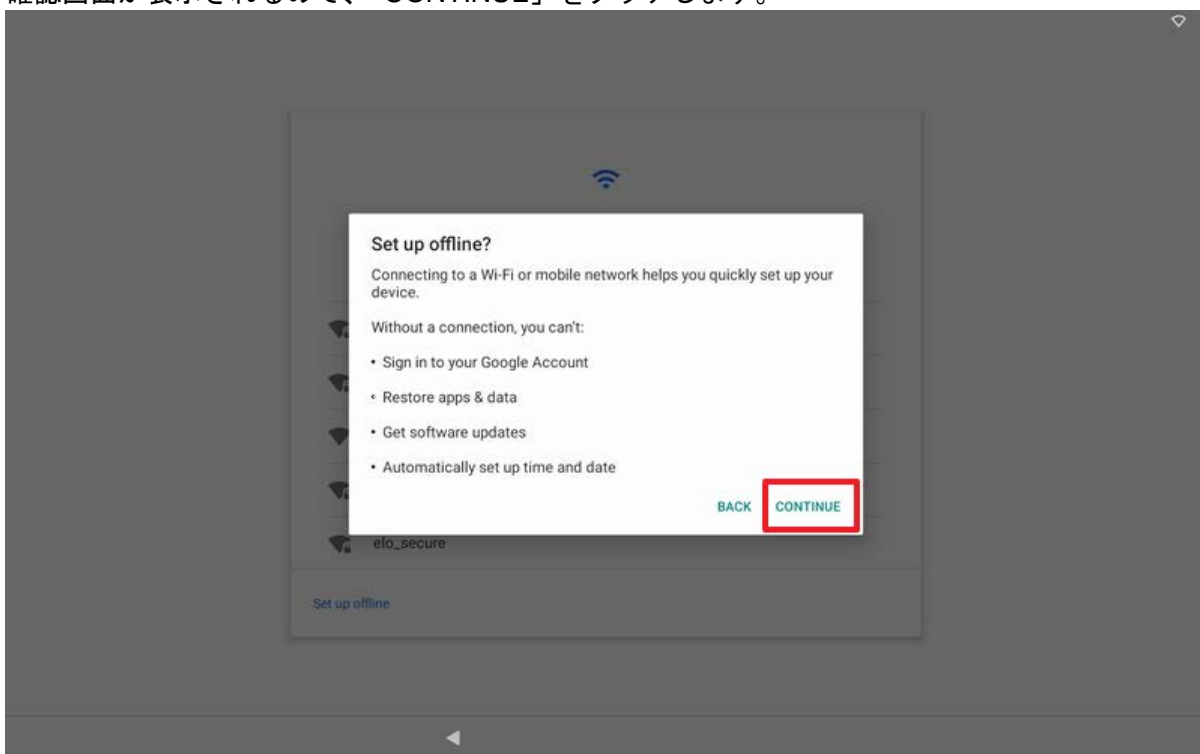 確認画面が表示されるので、「CONTINUE」をタップします。
Set up offline?
Connecting to a Wi-Fi or mobile network helps you quickly set up your
device.
Without a connection, you can't:
• Sign in to your Google Account
• Restore apps & data
• Get software updates
• Automatically set up time and date
BACK CONTINUE
elo_secure
Set up offline